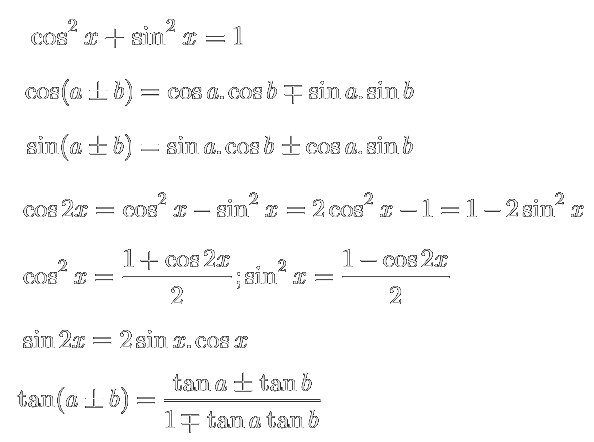 cos² x + sin² x = 1
cos(a ± b) = cos a. cos b ∓ sin a. sin b
sin(a ± b) = sin a. cos b ± cos a. sin b
cos 2x = cos² x − sin² x = 2 cos² x − 1 = 1 − 2 sin² x
cos² x = (1 + cos 2x)/2 ; sin² x = (1 − cos 2x)/2
sin 2x = 2 sin x. cos x
tan(a ± b) = (tan a ± tan b)/(1 ∓ tan a tan b)